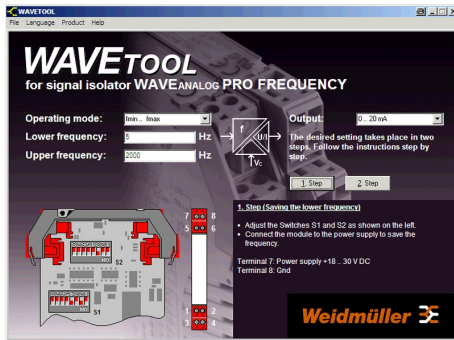 WAVETOOL
File Language Product Help
WAVETOOL
for signal isolator WAVEANALOG PRO FREQUENCY
Operating mode: fmin... fmax
Output: 0 .. 20 mA
Lower frequency: 5 Hz
Upper frequency: 2000 Hz
f
U/I
Vc
The desired setting takes place in two
steps. Follow the instructions step by
step.
1. Step 2. Step
1. Step (Saving the lower frequency)
• Adjust the Switches S1 and S2 as shown on the left.
• Connect the module to the power supply to save the
frequency.
Terminal 7: Power supply +18 .. 30 V DC
Terminal 8: Gnd
7 8
5 6
S2
S1
1 2
3 4
Weidmüller